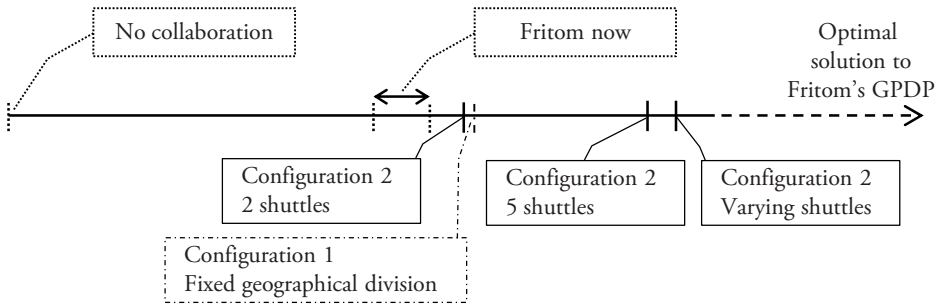 No collaboration
Fritom now
Optimal
solution to
Fritom's GPDP
Configuration 2
2 shuttles
Configuration 2
5 shuttles
Configuration 2
Varying shuttles
Configuration 1
Fixed geographical division